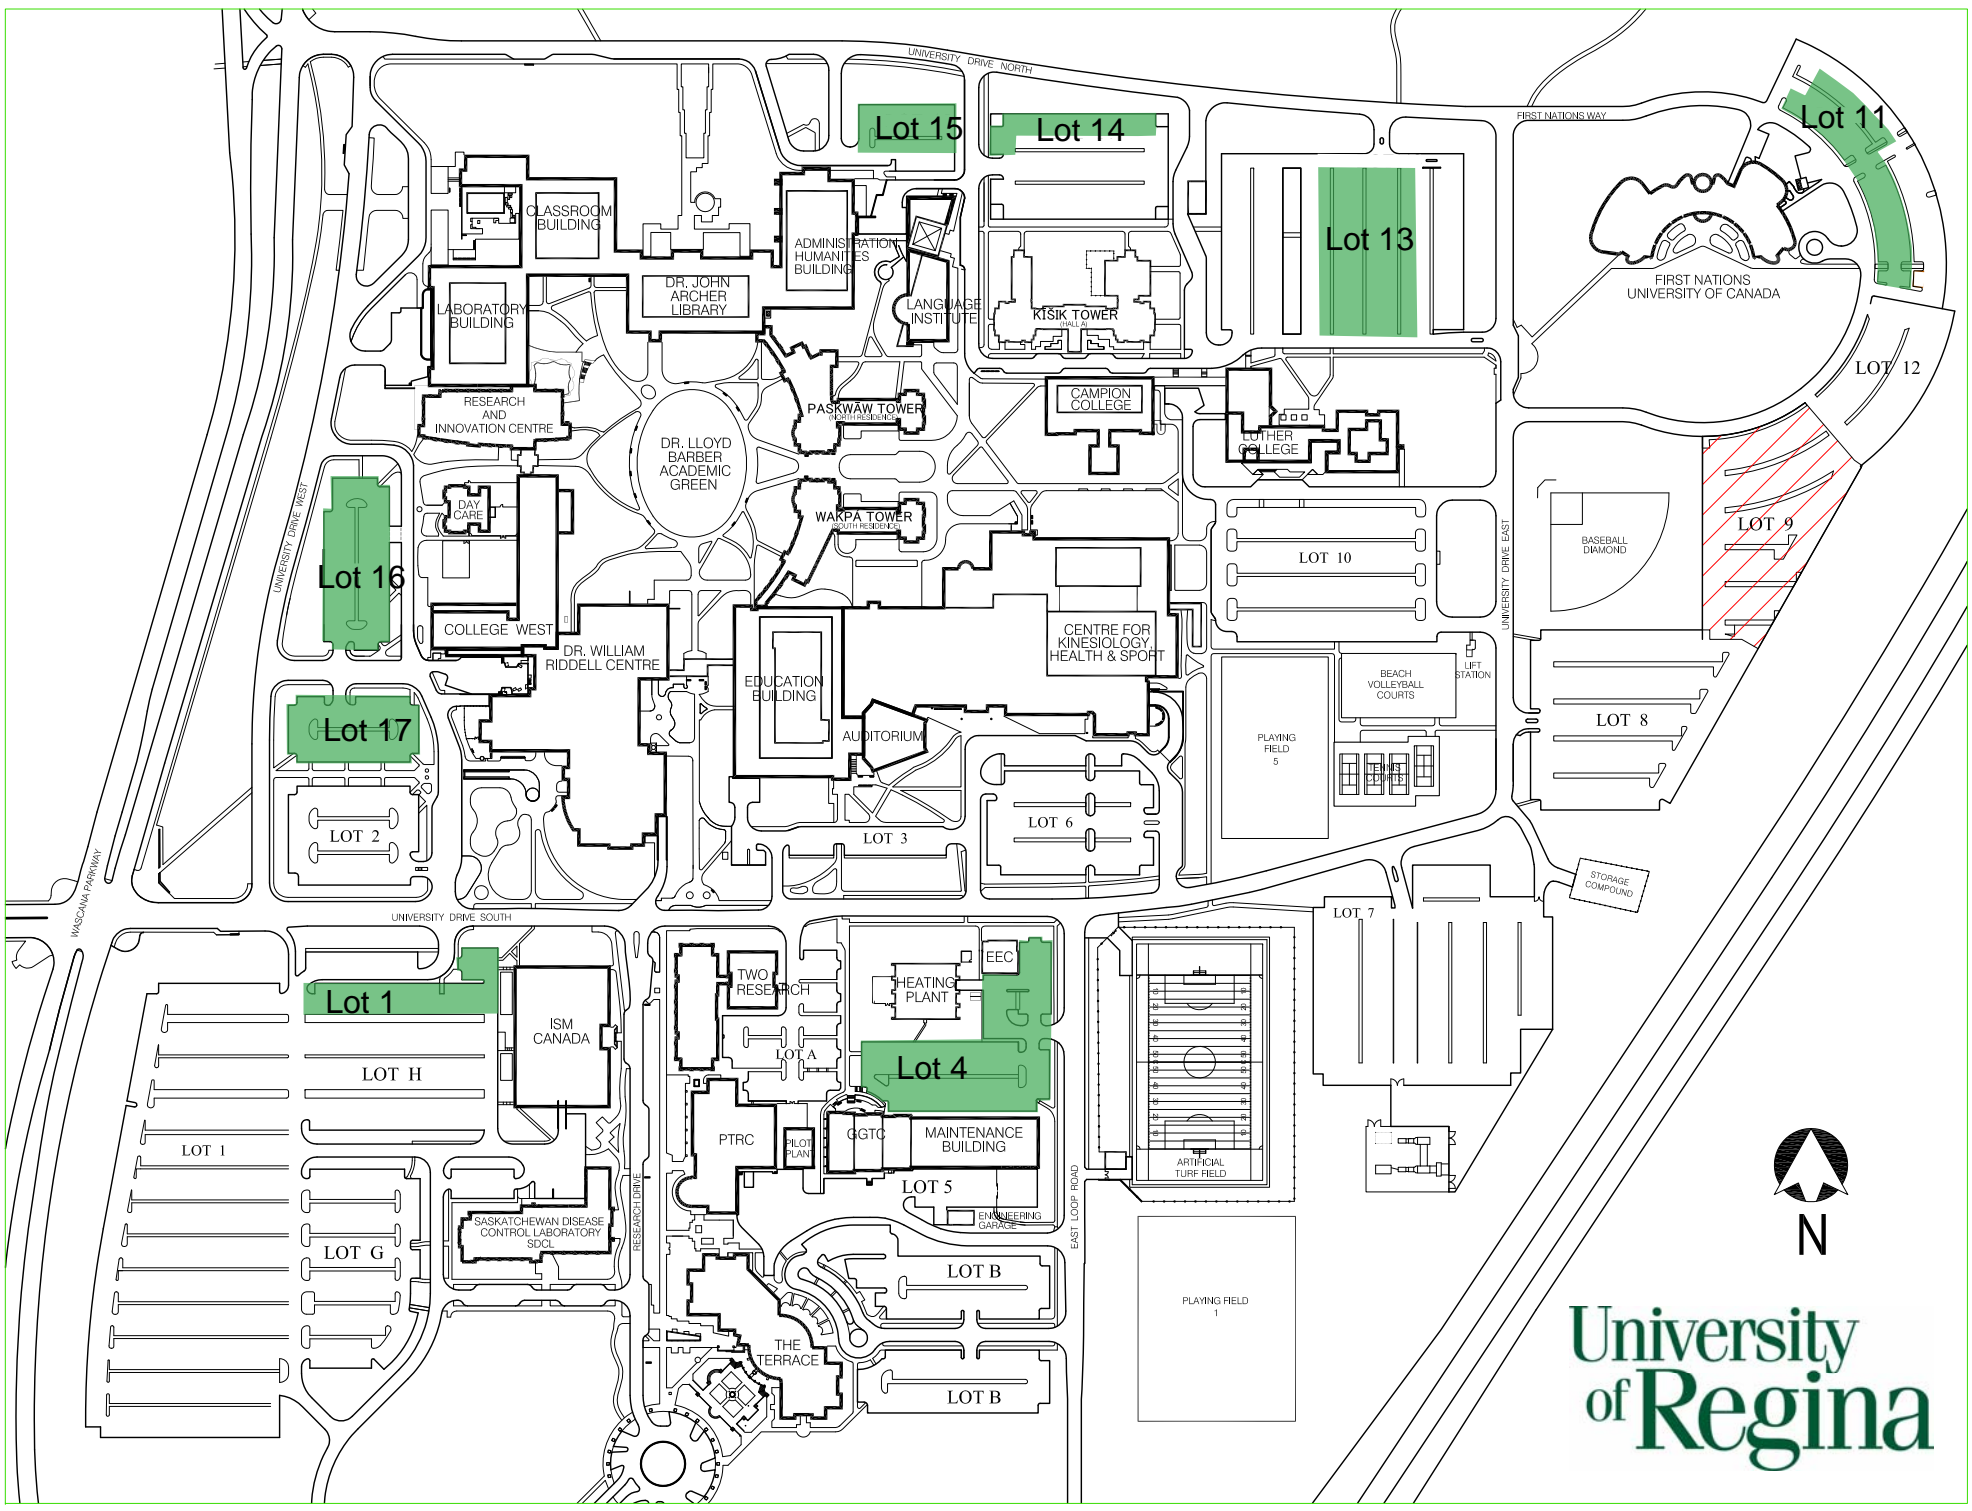 UNIVERSITY DRIVE NORTH
Lot 15
Lot 14
Lot 11
FIRST NATIONS WAY
CLASSROOM
BUILDING
ADMINISTRATION
HUMANITIES
BUILDING
Lot 13
DR. JOHN
ARCHER
LIBRARY
LABORATORY
BUILDING
LANGUAGE
INSTITUTE
KĪSIK TOWER
(HALL A)
FIRST NATIONS
UNIVERSITY OF CANADA
LOT 12
RESEARCH
AND
INNOVATION CENTRE
PASKWĀW TOWER
(NORTH RESIDENCE)
CAMPION
COLLEGE
LUTHER
COLLEGE
DR. LLOYD
BARBER
ACADEMIC
GREEN
UNIVERSITY DRIVE WEST
DAY
CARE
WAKPÁ TOWER
(SOUTH RESIDENCE)
LOT 10
UNIVERSITY DRIVE EAST
BASEBALL
DIAMOND
LOT 9
Lot 16
COLLEGE WEST
DR. WILLIAM
RIDDELL CENTRE
CENTRE FOR
KINESIOLOGY,
HEALTH & SPORT
EDUCATION
BUILDING
BEACH
VOLLEYBALL
COURTS
LIFT
STATION
LOT 8
Lot 17
AUDITORIUM
PLAYING
FIELD
5
TENNIS
COURTS
LOT 2
LOT 3
LOT 6
WASCANA PARKWAY
STORAGE
COMPOUND
UNIVERSITY DRIVE SOUTH
LOT 7
EEC
TWO
RESEARCH
HEATING
PLANT
Lot 1
ISM
CANADA
LOT A
LOT H
Lot 4
LOT 1
PTRC
PILOT
PLANT
GGTC
MAINTENANCE
BUILDING
ARTIFICIAL
TURF FIELD
LOT 5
ENGINEERING
GARAGE
RESEARCH DRIVE
EAST LOOP ROAD
SASKATCHEWAN DISEASE
CONTROL LABORATORY
SDCL
LOT G
LOT B
N
PLAYING FIELD
1
THE
TERRACE
LOT B
University
of Regina